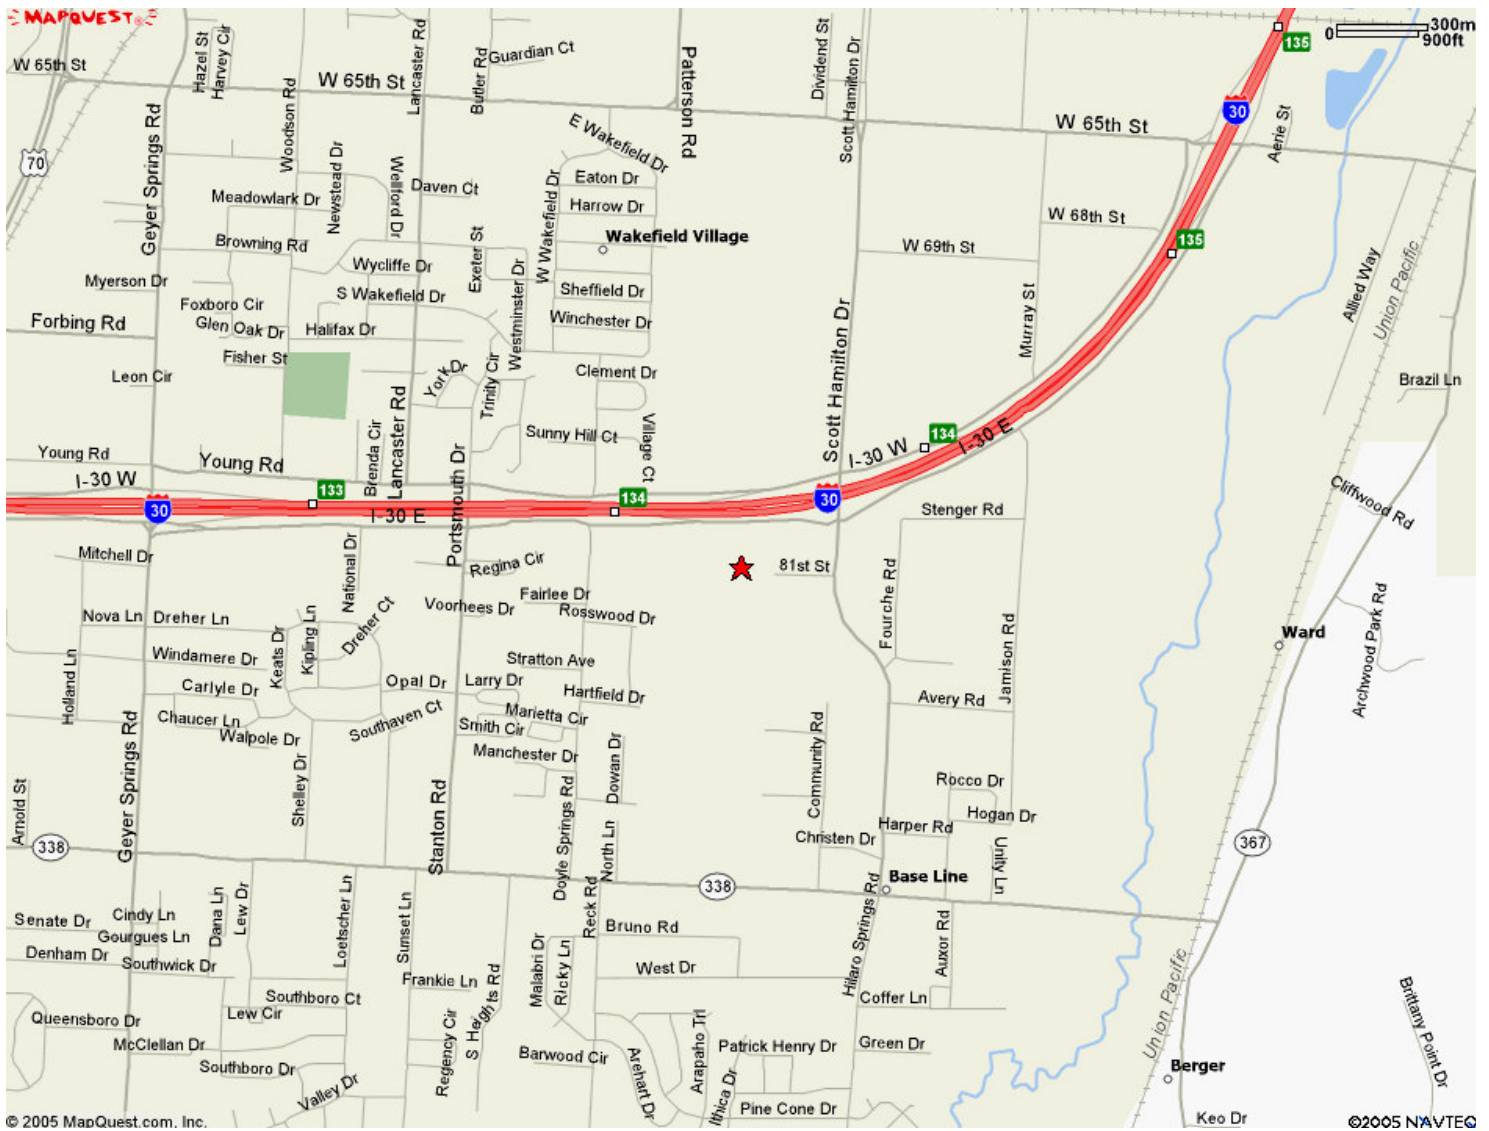 MAPQUEST
300m
0
900ft
135
W 65th St
Hazel St
Harvey Cir
Lancaster Rd
Butler Rd
Guardian Ct
Patterson Rd
Dividend St
Scott Hamilton Dr
W 65th St
Woodson Rd
Geyer Springs Rd
30
Aerie St
W 65th St
E Wakefield Dr
70
Newstead Dr
Wellford Dr
Meadowlark Dr
Daven Ct
Eaton Dr
Harrow Dr
W Wakefield Dr
W 68th St
Browning Rd
Exeter St
Wakefield Village
W 69th St
135
Wycliffe Dr
Westminster Dr
Myerson Dr
S Wakefield Dr
Sheffield Dr
Foxboro Cir
Glen Oak Dr
Halifax Dr
Winchester Dr
Forbing Rd
Scott Hamilton Dr
Murray St
Allied Way
Union Pacific
Fisher St
Leon Cir
York Dr
Trinity Cir
Clement Dr
Brazil Ln
Lancaster Rd
Brenda Cir
Sunny Hill Ct
Village Ct
134
I-30 W
I-30 E
Young Rd
Young Rd
Portsmouth Dr
I-30 W
133
134
30
30
I-30 E
Stenger Rd
Cliffwood Rd
Mitchell Dr
National Dr
Regina Cir
81st St
Fourche Rd
Fairlee Dr
Voorhees Dr
Rosswood Dr
Nova Ln
Dreher Ln
Keats Dr
Kipling Ln
Dreher Ct
Jamison Rd
Ward
Archwood Park Rd
Windamere Dr
Stratton Ave
Holland Ln
Carlyle Dr
Opal Dr
Larry Dr
Hartfield Dr
Avery Rd
Chaucer Ln
Southaven Ct
Marietta Cir
Smith Cir
Walpole Dr
Community Rd
Manchester Dr
Geyer Springs Rd
Shelley Dr
Stanton Rd
Doyle Springs Rd
Dowan Dr
Rocco Dr
Arnold St
Hogan Dr
Harper Rd
Christen Dr
338
North Ln
Unity Ln
367
338
Base Line
Dana Ln
Lew Dr
Loetscher Ln
Sunset Ln
Reck Rd
Hilaro Springs Rd
Auxor Rd
Senate Dr
Cindy Ln
Gourgues Ln
Bruno Rd
Denham Dr
Southwick Dr
Malabri Dr
Ricky Ln
West Dr
Frankie Ln
S Heights Rd
Southboro Ct
Lew Cir
Coffer Ln
Union Pacific
Brittany Point Dr
Queensboro Dr
Regency Cir
Arapaho Trl
McClellan Dr
Barwood Cir
Arehart Dr
Patrick Henry Dr
Green Dr
Southboro Dr
Valley Dr
Ithica Dr
Berger
Pine Cone Dr
Keo Dr
© 2005 MapQuest.com, Inc.
©2005 NAVTEQ